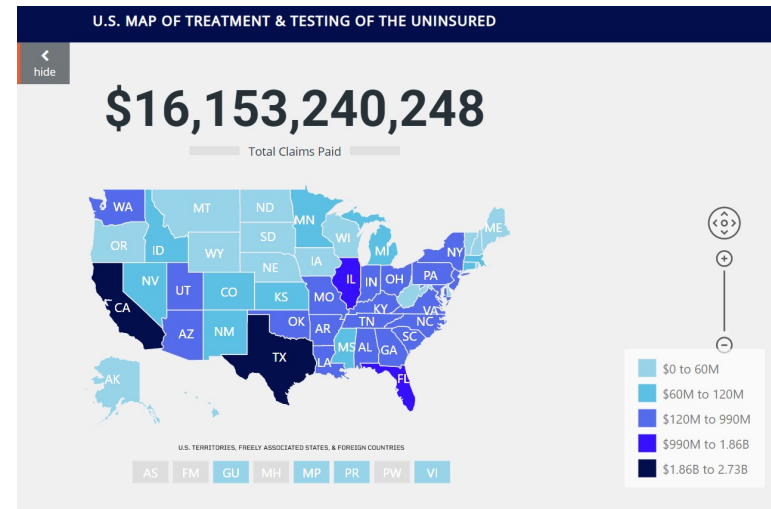 U.S. MAP OF TREATMENT & TESTING OF THE UNINSURED
hide
$16,153,240,248
Total Claims Paid
WA
MT
ND
MN
ME
OR
ID
WY
SD
WI
MI
NY
NV
UT
CO
NE
IA
IL
IN
OH
PA
CA
AZ
NM
KS
MO
KY
VA
OK
AR
TN
NC
SC
TX
LA
MS
AL
GA
FL
AK
$0 to 60M
$60M to 120M
$120M to 990M
$990M to 1.86B
$1.86B to 2.73B
U.S. TERRITORIES, FREELY ASSOCIATED STATES, & FOREIGN COUNTRIES
AS FM GU MH MP PR PW VI